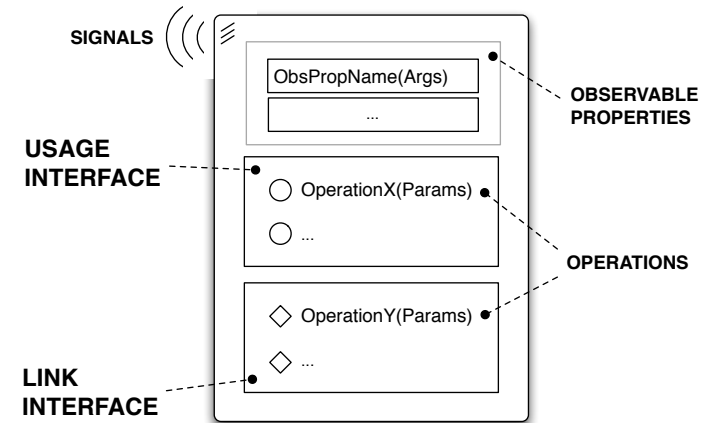 SIGNALS
ObsPropName(Args)
...
OBSERVABLE
PROPERTIES
USAGE
INTERFACE
OperationX(Params)
...
OPERATIONS
OperationY(Params)
...
LINK
INTERFACE